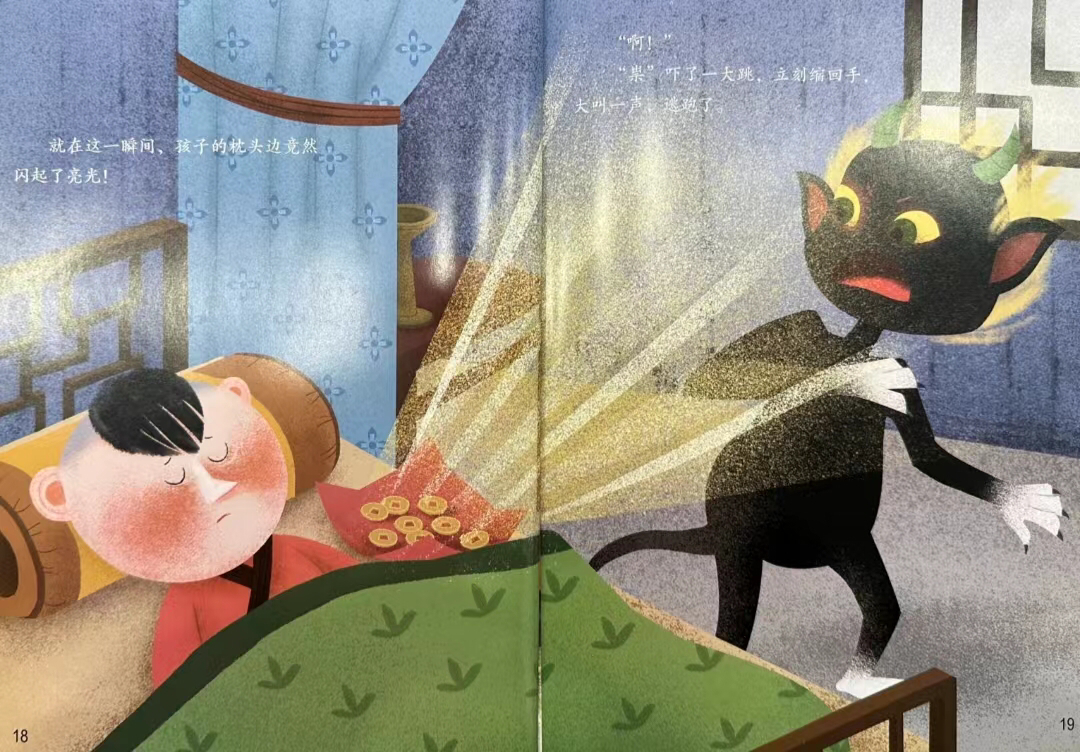 就在这一瞬间、孩子的枕头边竟然
闪起了亮光！
“啊！”
“祟”吓了一大跳，立刻缩回手，
大叫一声，逃跑了。
18
19